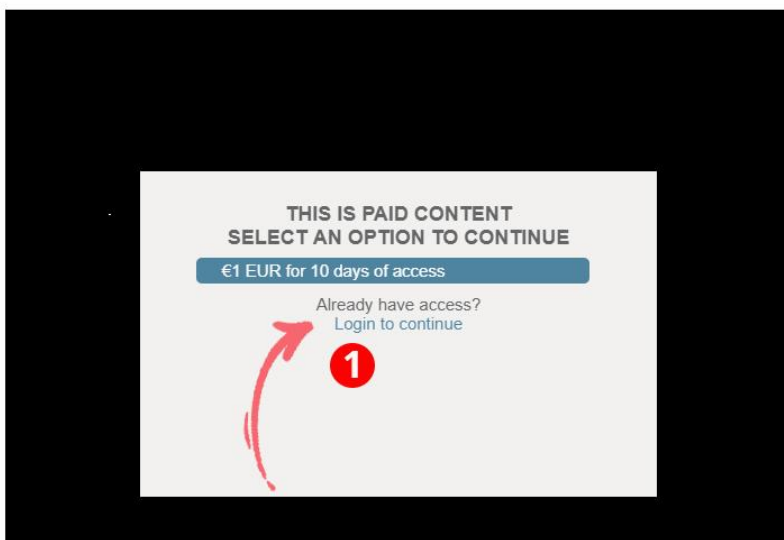 THIS IS PAID CONTENT
SELECT AN OPTION TO CONTINUE
€1 EUR for 10 days of access
Already have access?
Login to continue
1